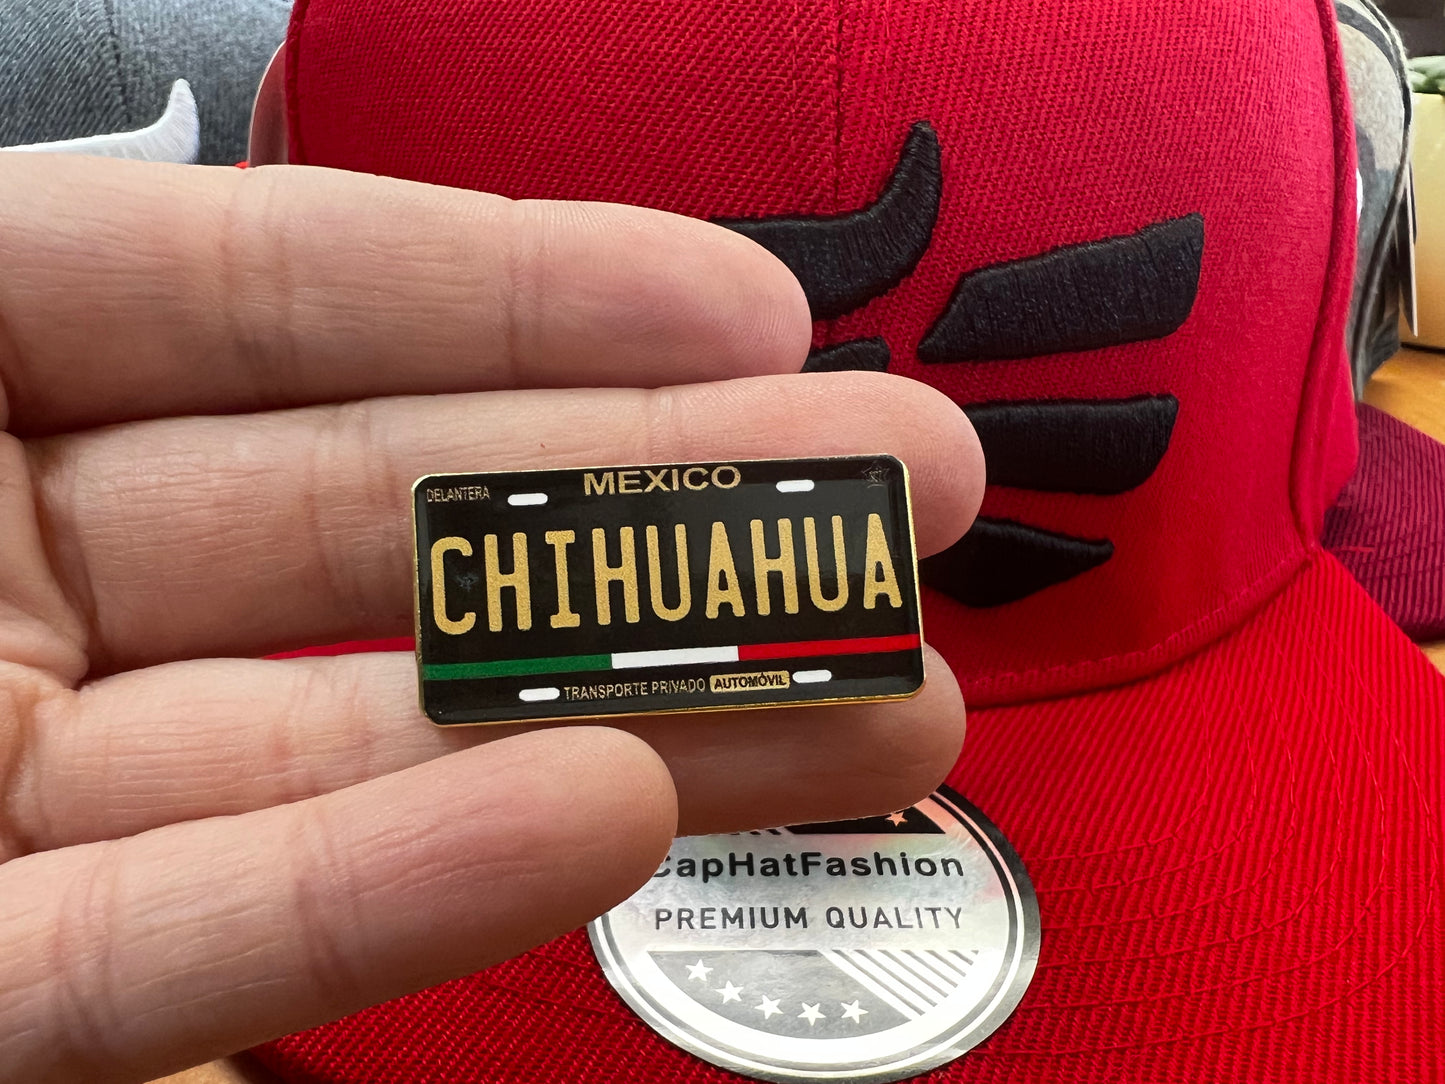 DELANTERA
MEXICO
CHIHUAHUA
TRANSPORTE PRIVADO AUTOMÓVIL
CapHatFashion
PREMIUM QUALITY